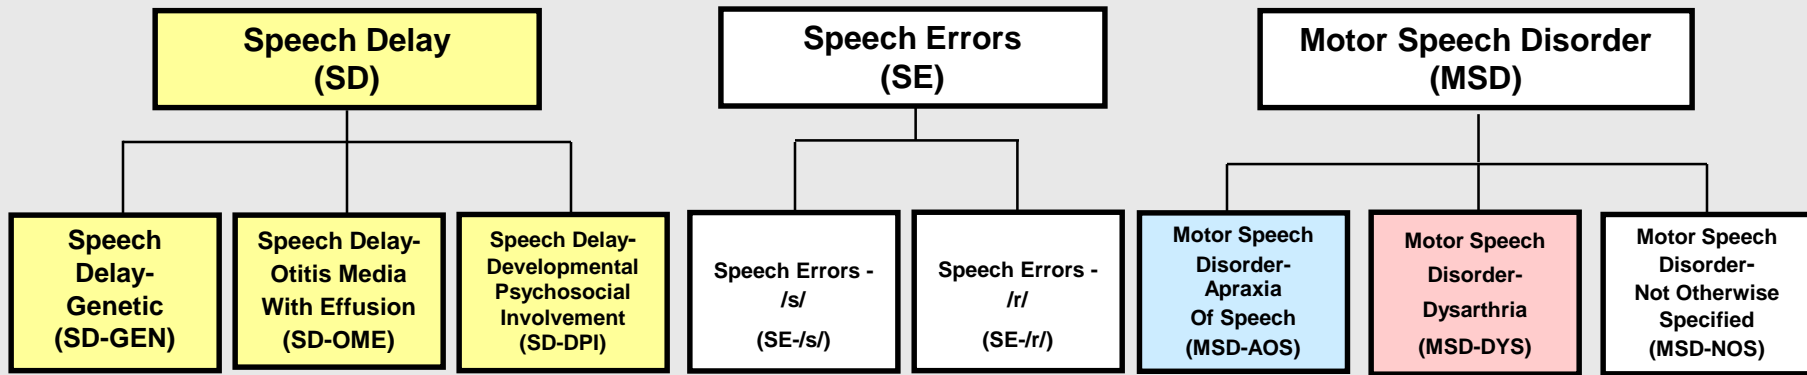 Speech Delay
(SD)
Speech Errors
(SE)
Motor Speech Disorder
(MSD)
Speech
Delay-
Genetic
(SD-GEN)
Speech Delay-
Otitis Media
With Effusion
(SD-OME)
Speech Delay-
Developmental
Psychosocial
Involvement
(SD-DPI)
Speech Errors -
/s/
(SE-/s/)
Speech Errors -
/r/
(SE-/r/)
Motor Speech
Disorder-
Apraxia
Of Speech
(MSD-AOS)
Motor Speech
Disorder-
Dysarthria
(MSD-DYS)
Motor Speech
Disorder-
Not Otherwise
Specified
(MSD-NOS)